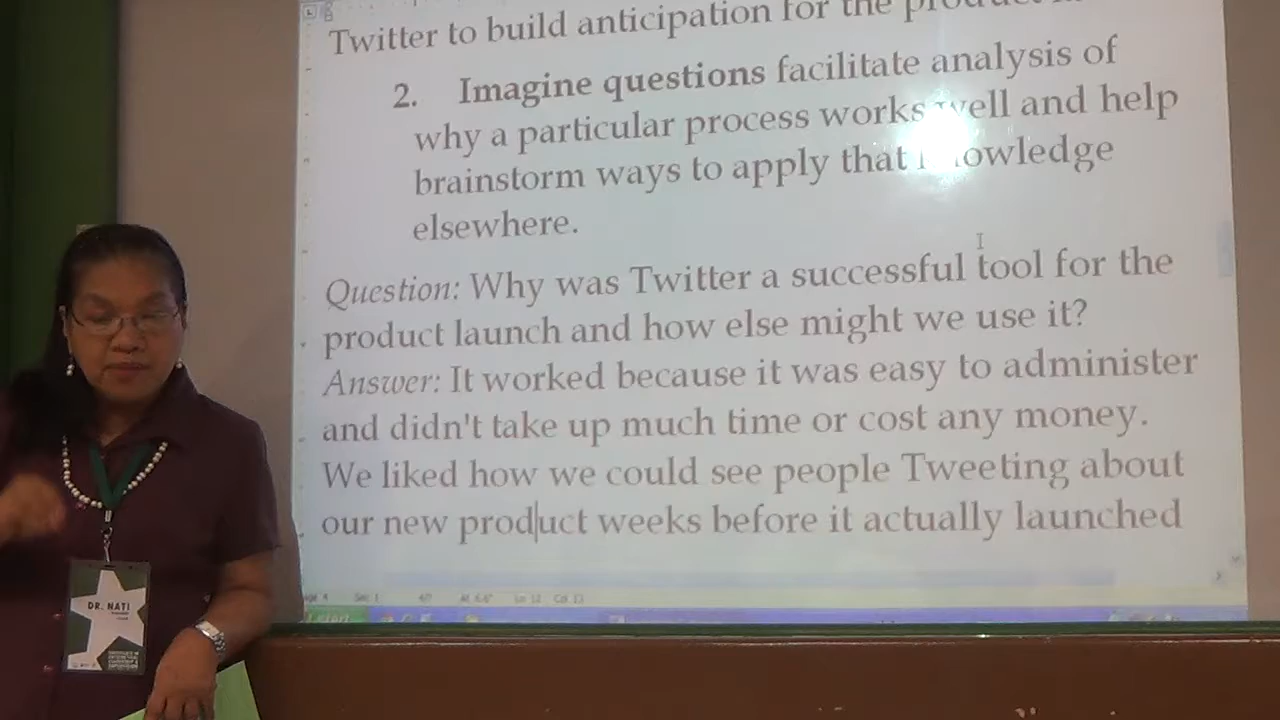 Twitter to build anticipation for the
2. Imagine questions facilitate analysis of
why a particular process works well and help
brainstorm ways to apply that knowledge
elsewhere.
Question: Why was Twitter a successful tool for the
product launch and how else might we use it?
Answer: It worked because it was easy to administer
and didn't take up much time or cost any money.
We liked how we could see people Tweeting about
our new product weeks before it actually launched
DR. NATI